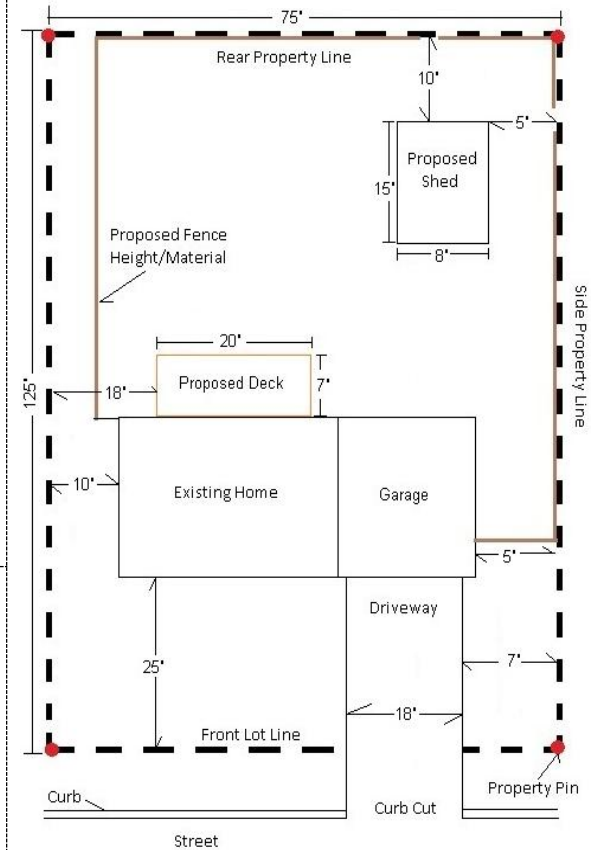 75"
Rear Property Line
10"
5"
Proposed
Shed
15"
8"
Proposed Fence
Height/Material
Side Property Line
20"
Proposed Deck
7"
18"
125"
10"
Existing Home
Garage
5"
Driveway
25"
7"
18"
Front Lot Line
Property Pin
Curb
Curb Cut
Street